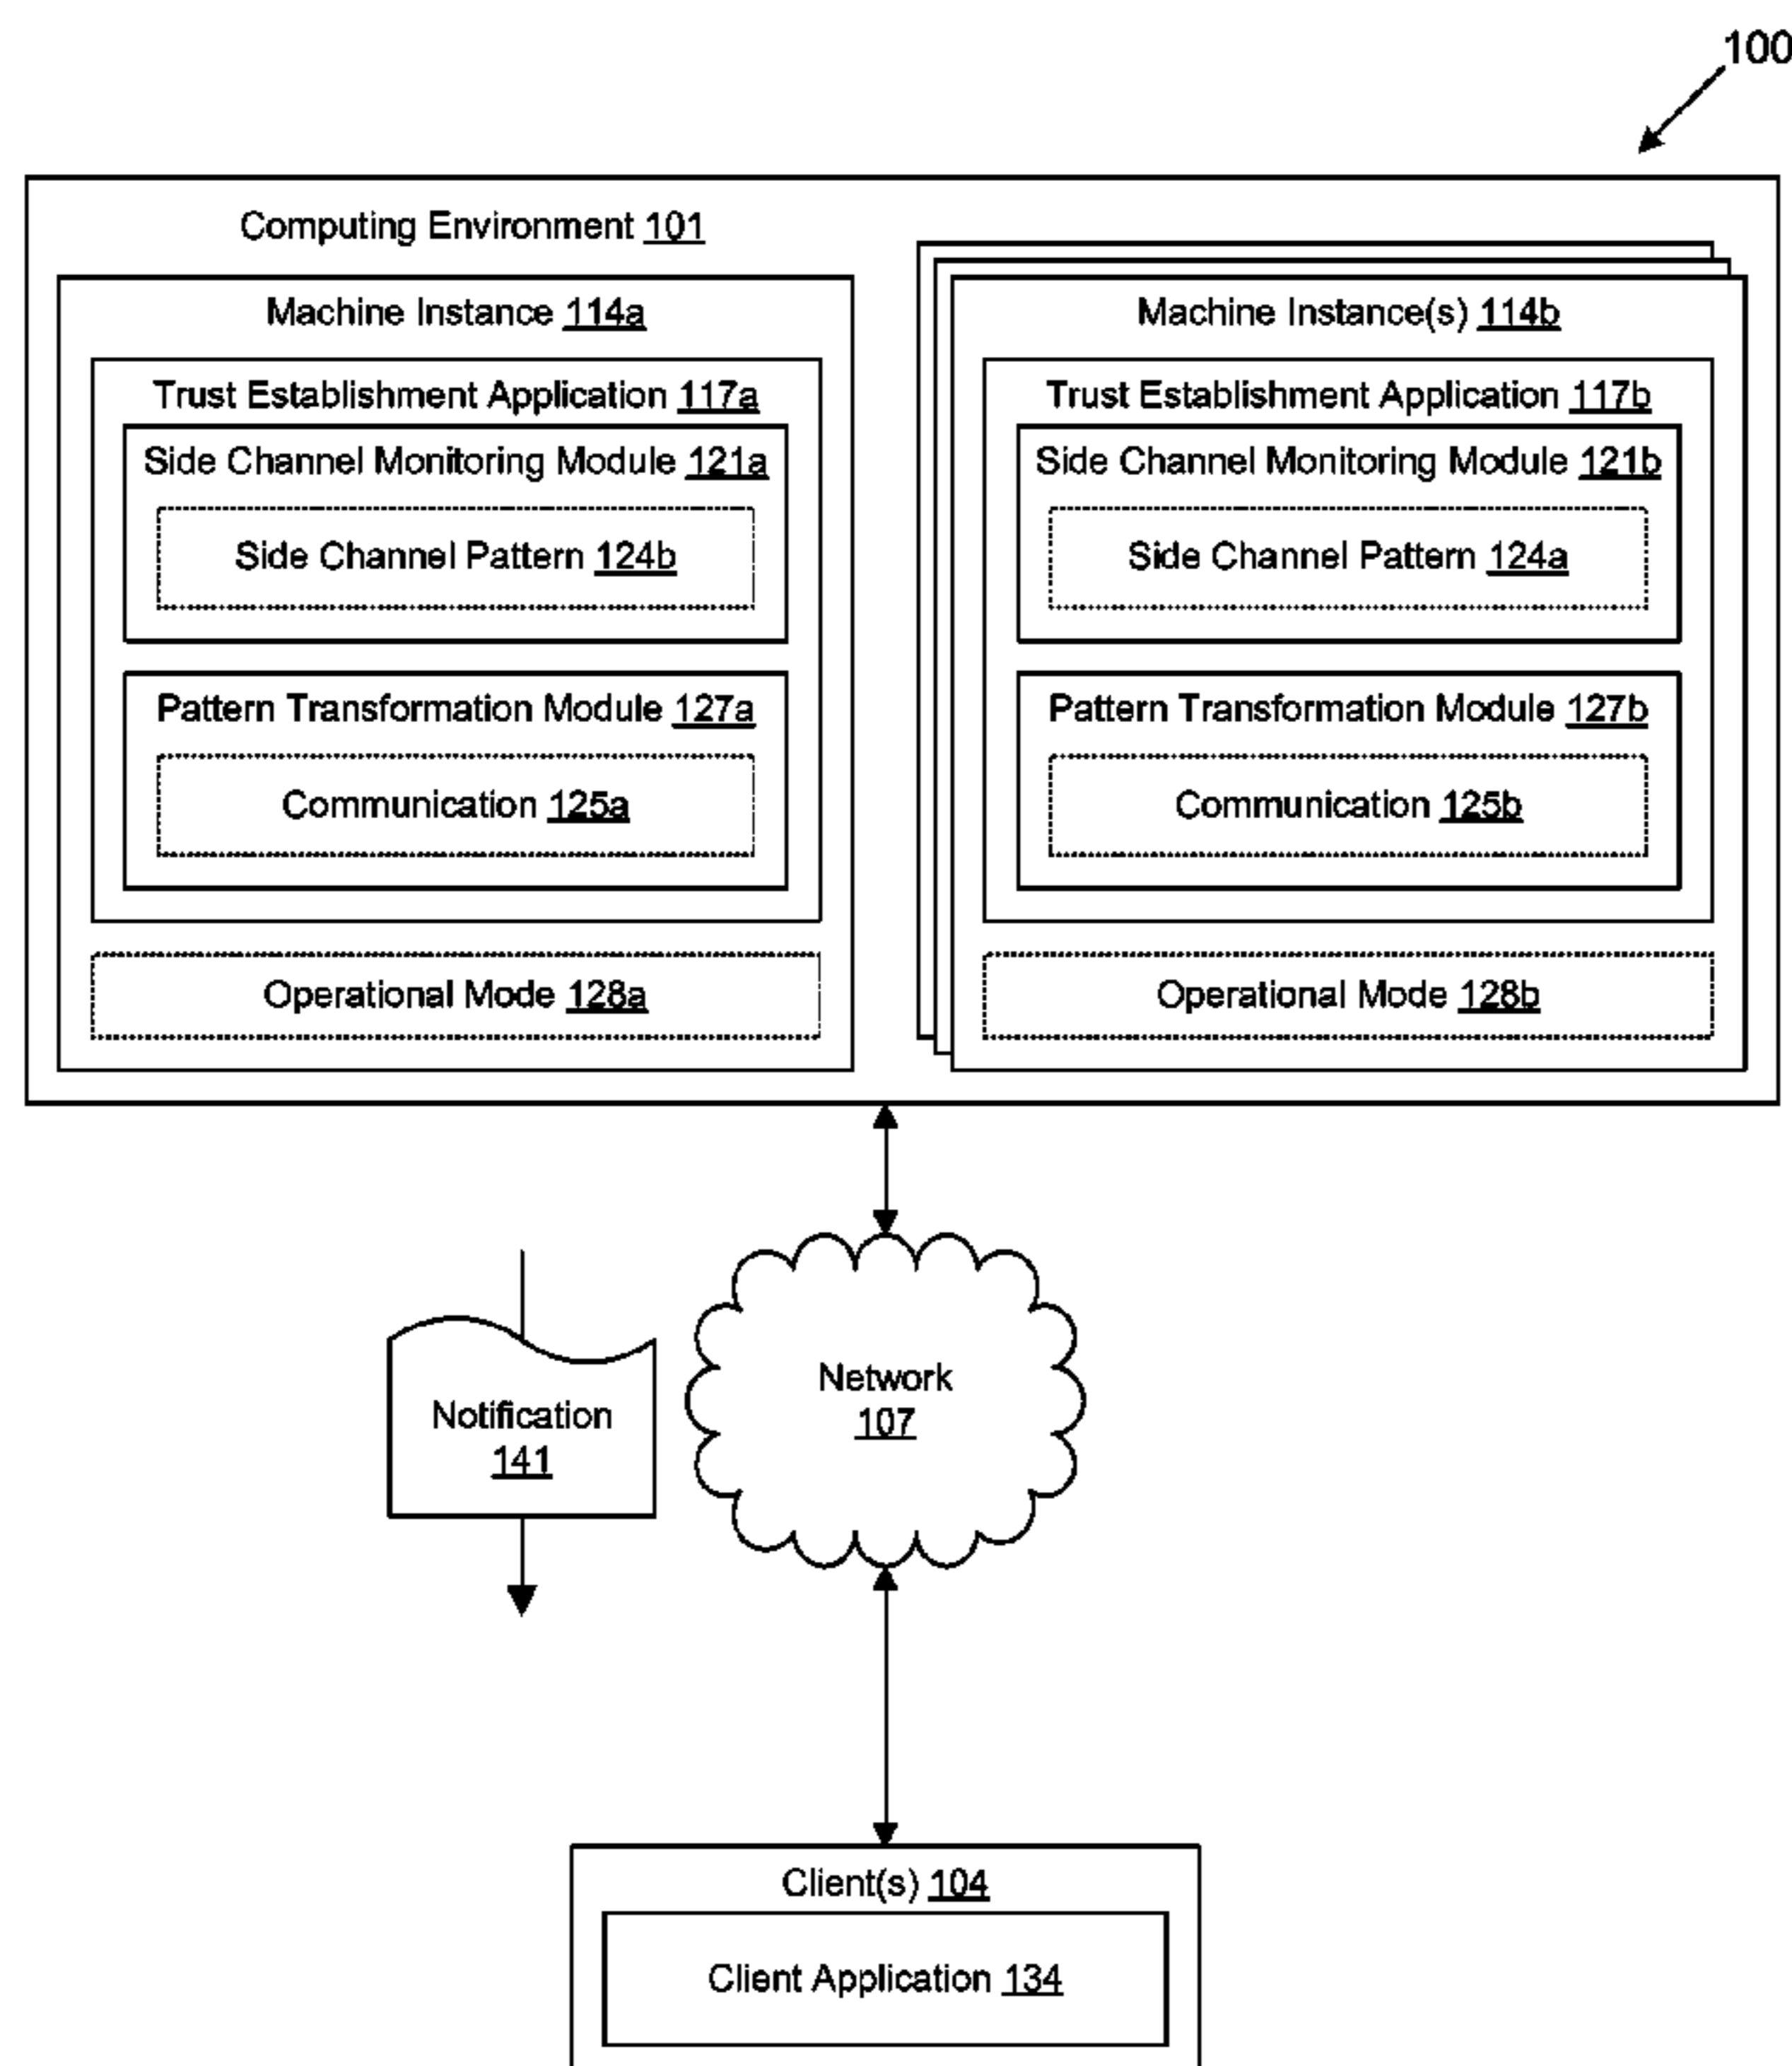 100
Computing Environment 101
Machine Instance 114a
Trust Establishment Application 117a
Side Channel Monitoring Module 121a
Side Channel Pattern 124b
Pattern Transformation Module 127a
Communication 125a
Operational Mode 128a
Machine Instance(s) 114b
Trust Establishment Application 117b
Side Channel Monitoring Module 121b
Side Channel Pattern 124a
Pattern Transformation Module 127b
Communication 125b
Operational Mode 128b
Notification
141
Network
107
Client(s) 104
Client Application 134